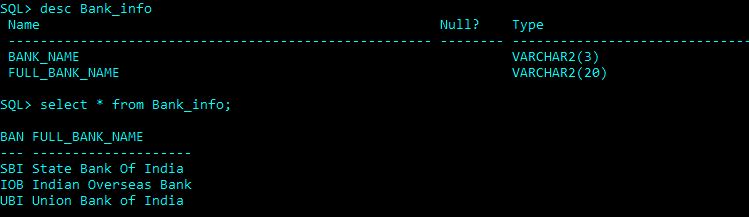 SQL> desc Bank_info
Name Null? Type
----------------------------------------------------- -------- ------------------------------
BANK_NAME VARCHAR2(3)
FULL_BANK_NAME VARCHAR2(20)
SQL> select * from Bank_info;
BAN FULL_BANK_NAME
--- --------------------
SBI State Bank Of India
IOB Indian Overseas Bank
UBI Union Bank of India